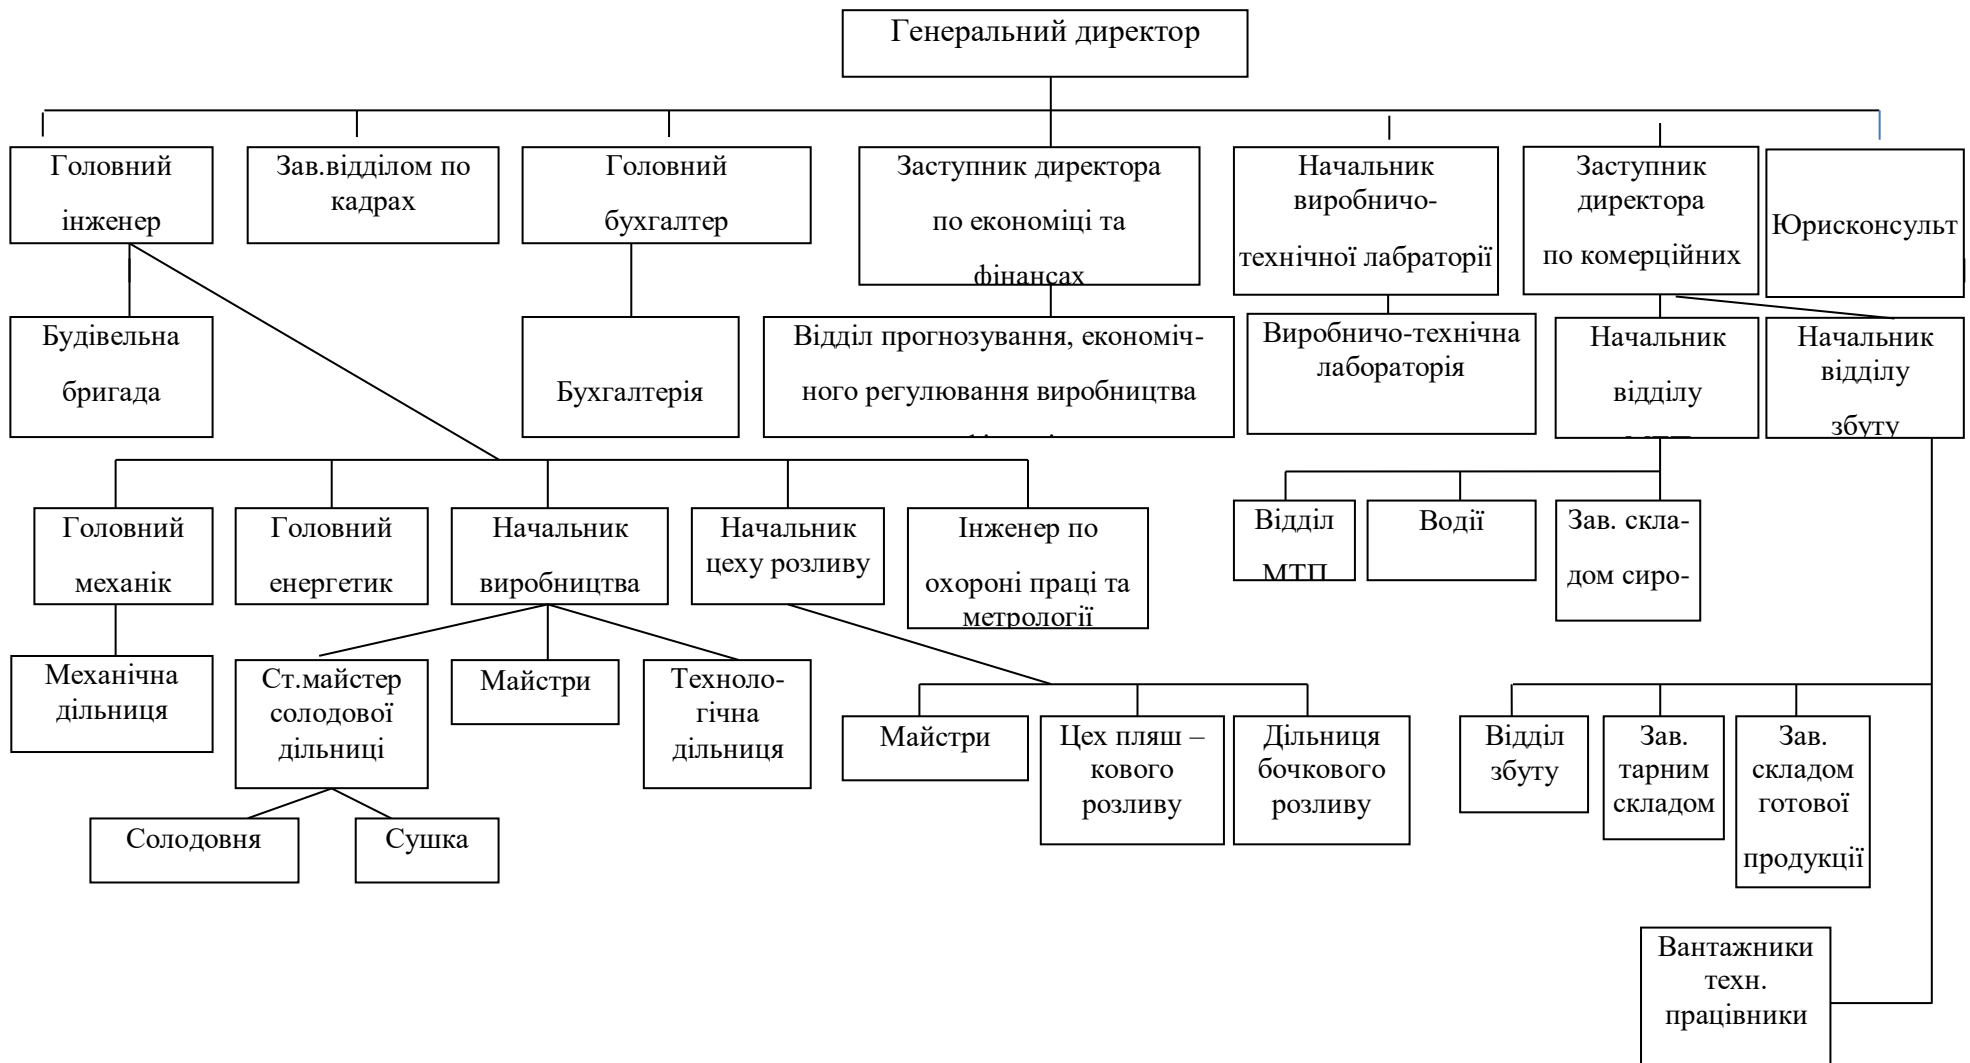 Генеральний директор
Головний
інженер
Зав.відділом по
кадрах
Головний
бухгалтер
Заступник директора
по економіці та
фінансах
Начальник
виробничо-
технічної лабраторії
Заступник
директора
по комерційних
Юрисконсульт
Будівельна
бригада
Бухгалтерія
Відділ прогнозування, економіч-
ного регулювання виробництва
Виробничо-технічна
лабораторія
Начальник
відділу
Начальник
відділу
збуту
Головний
механік
Головний
енергетик
Начальник
виробництва
Начальник
цеху розливу
Інженер по
охороні праці та
метрології
Відділ
МТП
Водії
Зав. скла-
дом сиро-
Механічна
дільниця
Ст.майстер
солодової
дільниці
Майстри
Техноло-
гічна
дільниця
Майстри
Цех пляш –
кового
розливу
Дільниця
бочкового
розливу
Відділ
збуту
Зав.
тарним
складом
Зав.
складом
готової
продукції
Солодовня
Сушка
Вантажники
техн.
працівники